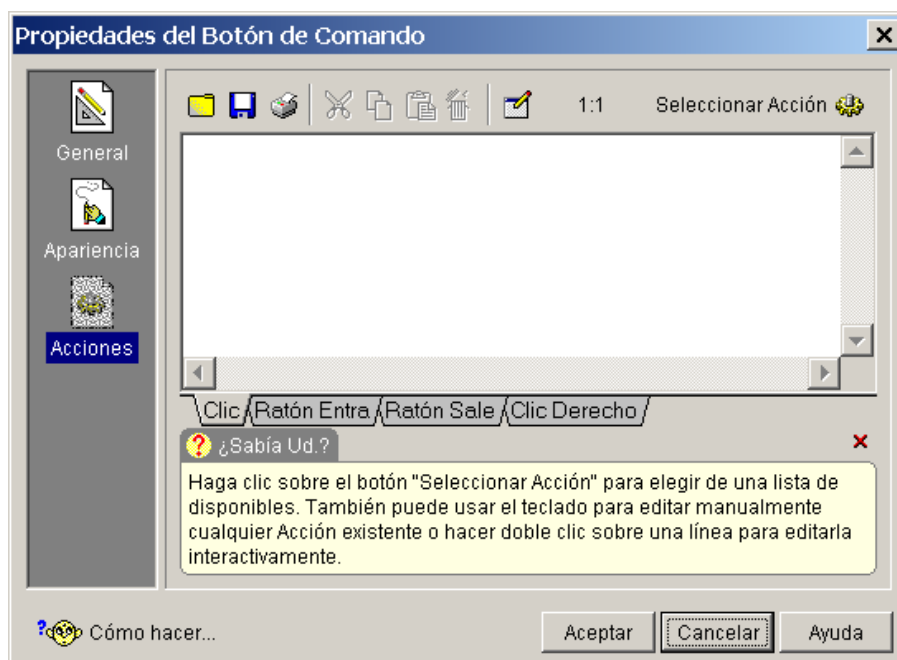 Propiedades del Botón de Comando
General
Apariencia
Acciones
1:1 Seleccionar Acción
Clic Ratón Entra Ratón Sale Clic Derecho
¿Sabía Ud.?
Haga clic sobre el botón "Seleccionar Acción" para elegir de una lista de
disponibles. También puede usar el teclado para editar manualmente
cualquier Acción existente o hacer doble clic sobre una línea para editarla
interactivamente.
Cómo hacer...
Aceptar Cancelar Ayuda